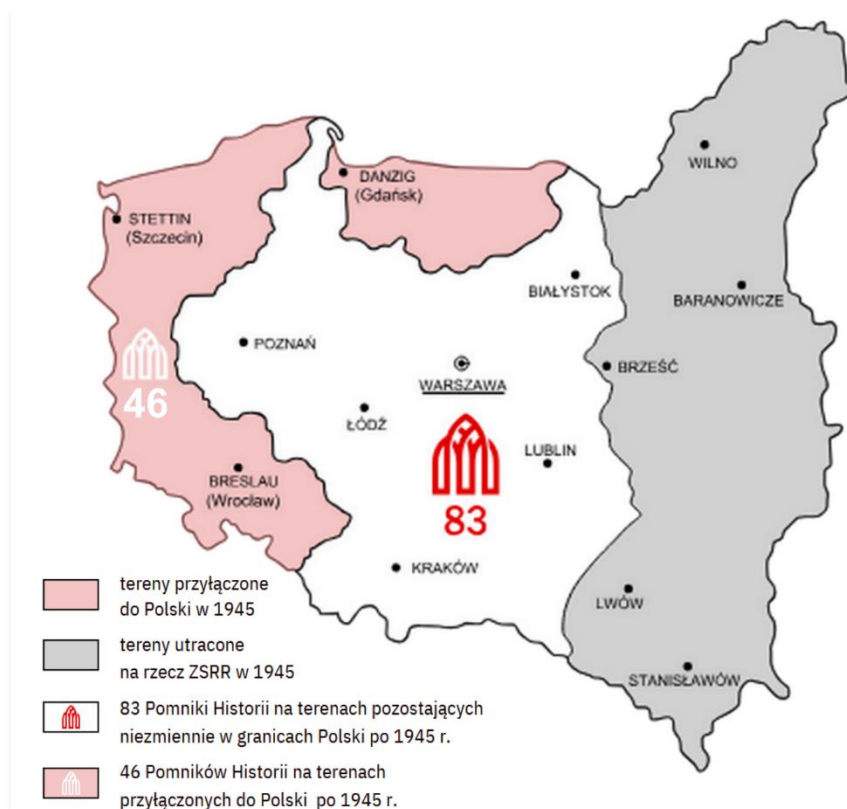 WILNO
DANZIG
(Gdańsk)
STETTIN
(Szczecin)
BIAŁYSTOK
BARANOWICZE
POZNAŃ
BRZEŚĆ
WARSZAWA
46
ŁÓDŹ
LUBLIN
BRESLAU
(Wrocław)
83
KRAKÓW
LWÓW
STANISŁAWÓW
tereny przyłączone
do Polski w 1945
tereny utracone
na rzecz ZSRR w 1945
83 Pomniki Historii na terenach pozostających
niezmiennie w granicach Polski po 1945 r.
46 Pomników Historii na terenach
przyłączonych do Polski po 1945 r.